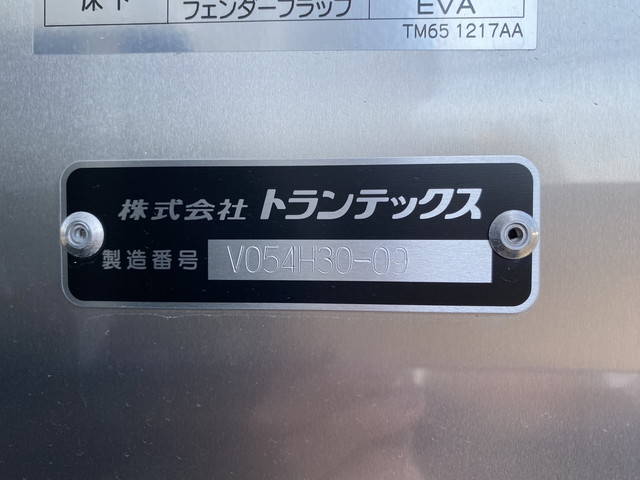 床下 フェンダーフラップ EVA
TM65 1217AA
株式会社 トランテックス
製造番号 V054H30-09